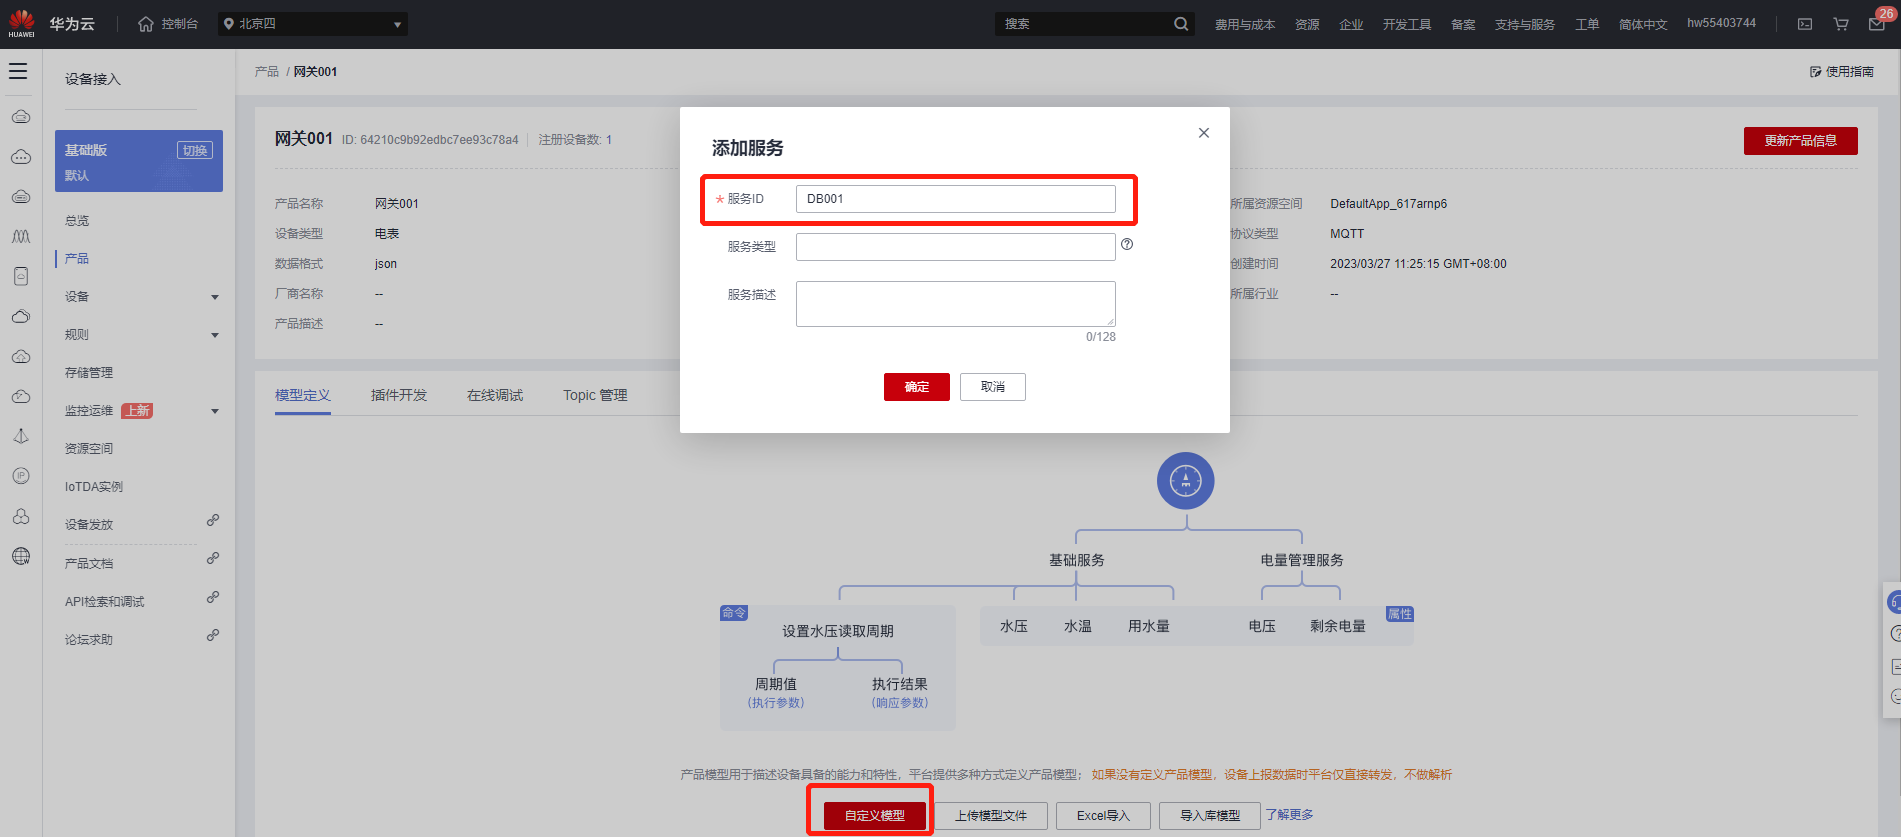 HUAWEI
华为云
控制台
北京四
搜索
费用与成本
资源
企业
开发工具
备案
支持与服务
工单
简体中文
hw55403744
26
设备接入
产品 / 网关001
使用指南
基础版
切换
默认
总览
产品
设备
规则
存储管理
监控运维 上新
资源空间
IoTDA实例
设备发放
产品文档
API检索和调试
论坛求助
网关001 ID: 64210c9b92edbc7ee93c78a4 注册设备数: 1
更新产品信息
产品名称 网关001
设备类型 电表
数据格式 json
厂商名称 --
产品描述 --
所属资源空间 DefaultApp_617arnp6
协议类型 MQTT
创建时间 2023/03/27 11:25:15 GMT+08:00
所属行业 --
添加服务
* 服务ID DB001
服务类型
服务描述
0/128
确定
取消
模型定义
插件开发
在线调试
Topic 管理
基础服务
电量管理服务
命令
设置水压读取周期
周期值
(执行参数)
执行结果
(响应参数)
水压
水温
用水量
电压
剩余电量
属性
产品模型用于描述设备具备的能力和特性，平台提供多种方式定义产品模型； 如果没有定义产品模型，设备上报数据时平台仅直接转发，不做解析
自定义模型
上传模型文件
Excel导入
导入库模型
了解更多